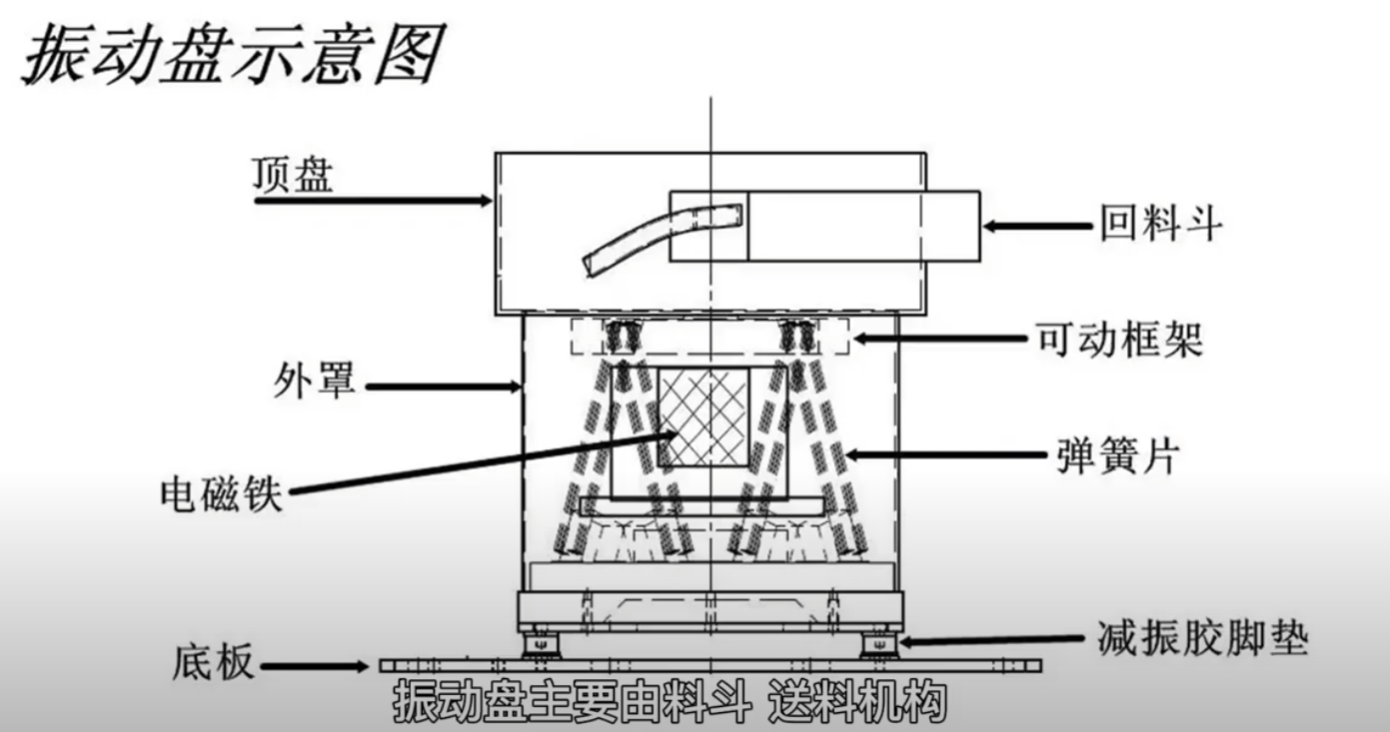 振动盘示意图
顶盘
回料斗
可动框架
外罩
弹簧片
电磁铁
减振胶脚垫
底板
振动盘主要由料斗 送料机构